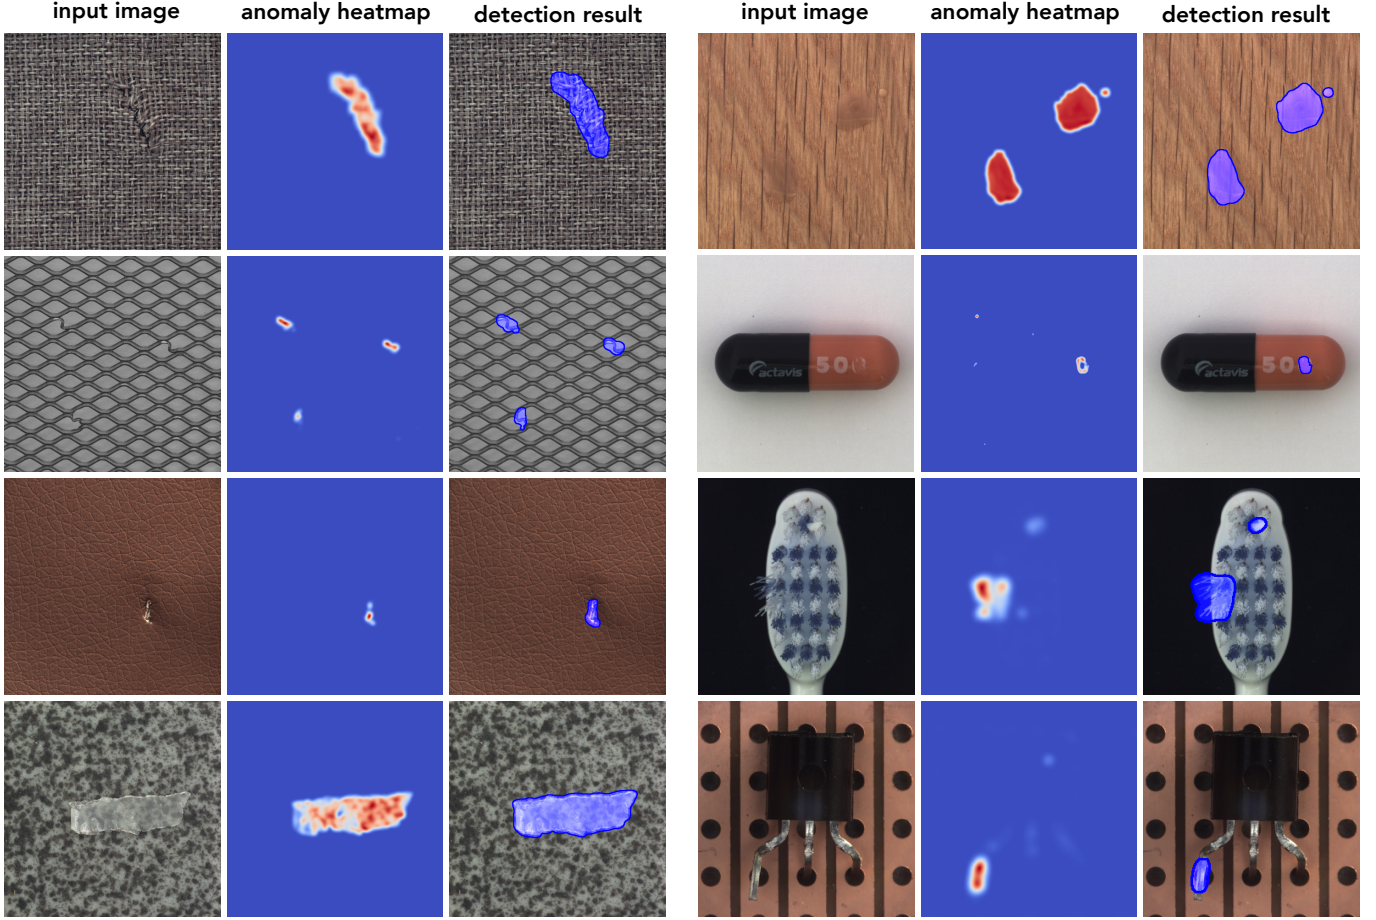 input image anomaly heatmap detection result input image anomaly heatmap detection result
actavis 500
actavis 50